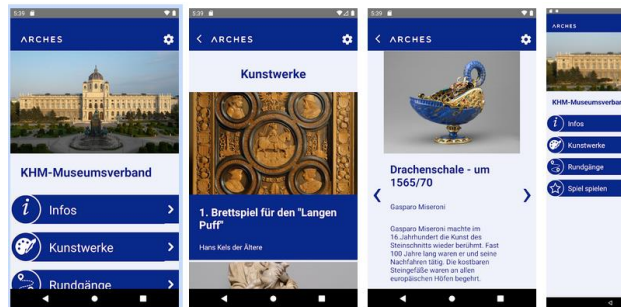 5:39
ARCHES
KHM-Museumsverband
Infos
Kunstwerke
Rundgänge
5:39
ARCHES
Kunstwerke
1. Brettspiel für den "Langen
Puff"
Hans Kels der Ältere
5:39
ARCHES
Drachenschale - um
1565/70
Gasparo Miseroni
Gasparo Miseroni machte im
16.Jahrhundert die Kunst des
Steinschnitts wieder berühmt. Fast
100 Jahre lang waren er und seine
Nachfahren tätig. Die kostbaren
Steingefäße waren an allen
europäischen Höfen begehrt.
ARCHES
KHM-Museumsverban
Infos
Kunstwerke
Rundgänge
Spiel spielen